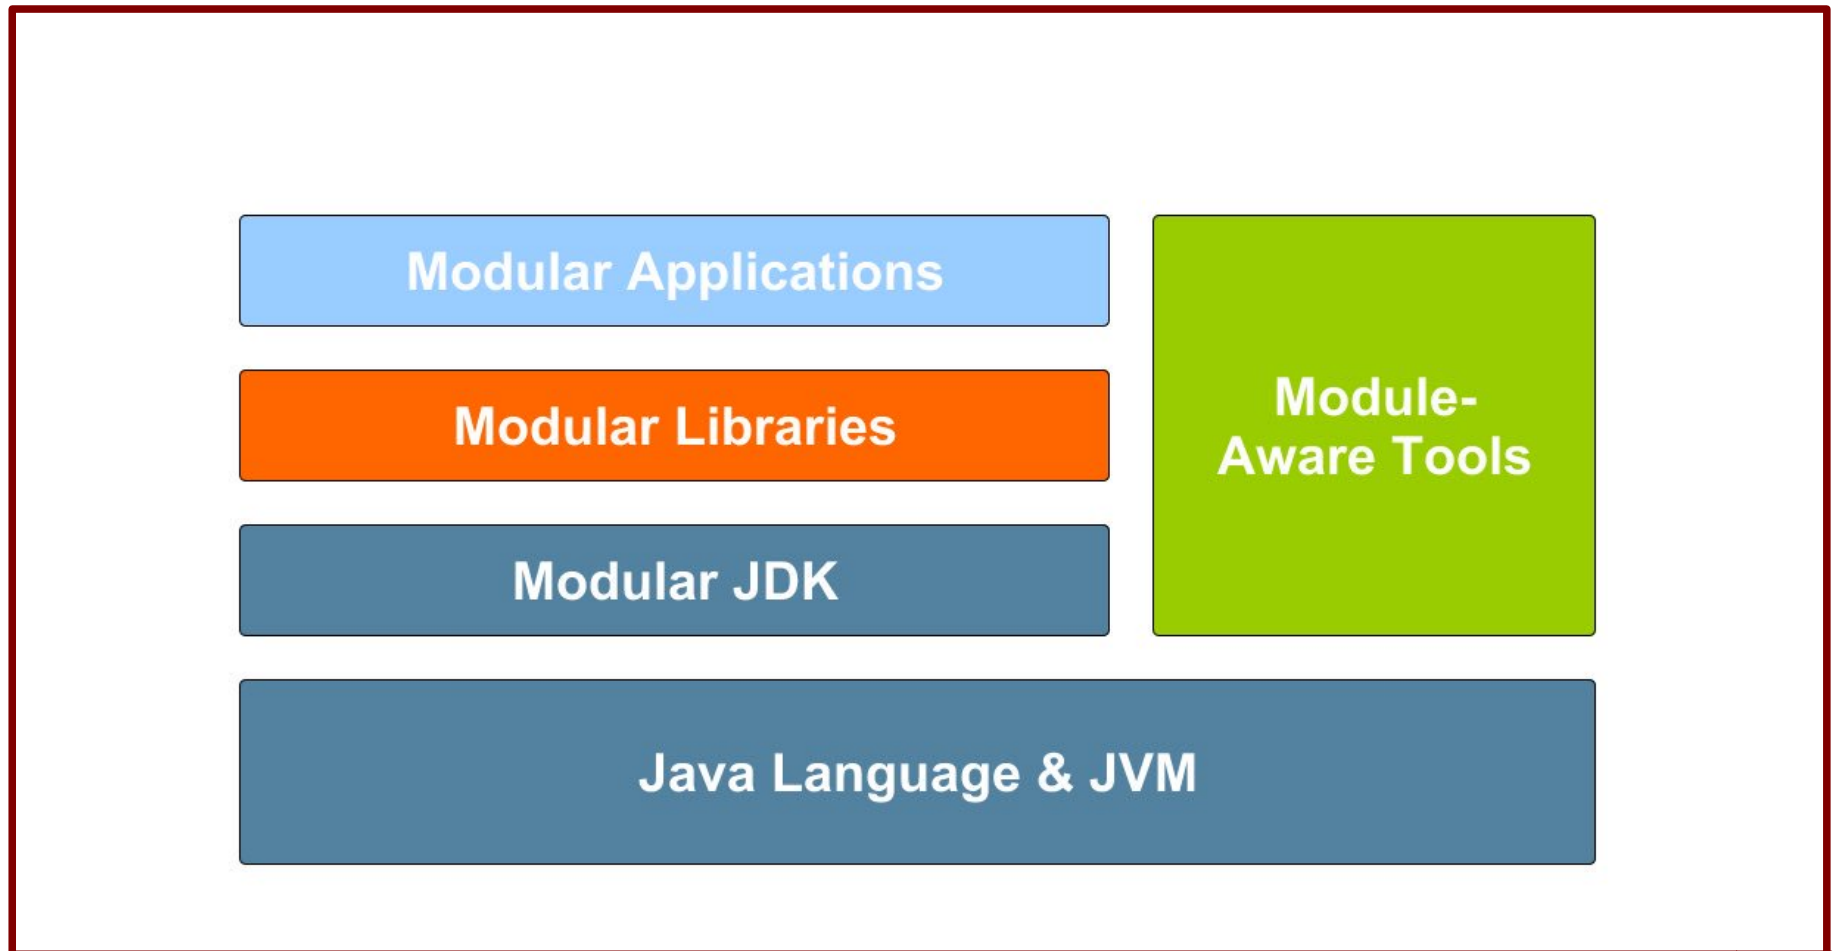 Modular Applications
Modular Libraries
Modular JDK
Module-
Aware Tools
Java Language & JVM